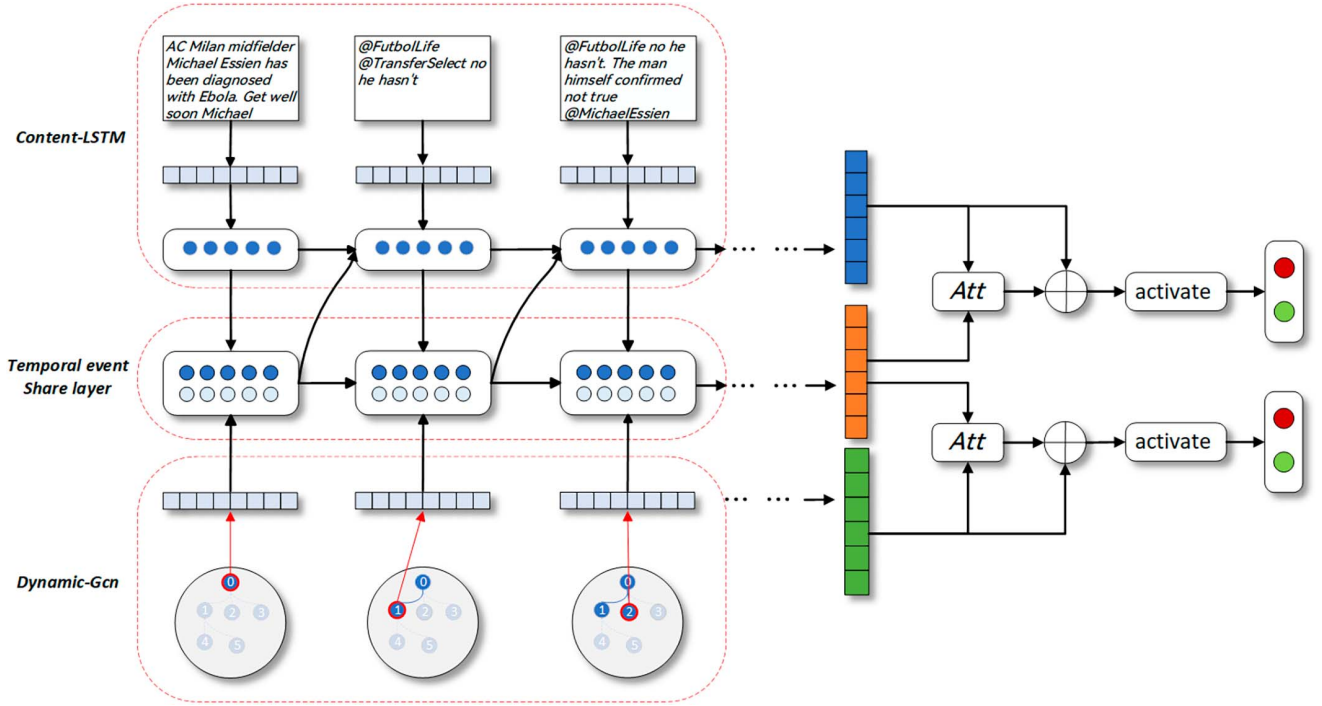 AC Milan midfielder
Michael Essien has
been diagnosed
with Ebola. Get well
soon Michael
@FutbolLife
@TransferSelect no
he hasn't
@FutbolLife no he
hasn't. The man
himself confirmed
not true
@MichaelEssien
Content-LSTM
... ...
Att
activate
Temporal event
Share layer
... ...
Att
activate
... ...
Dynamic-Gcn
0
1 2 3
4 5
0
1 2 3
4 5
0
1 2 3
4 5